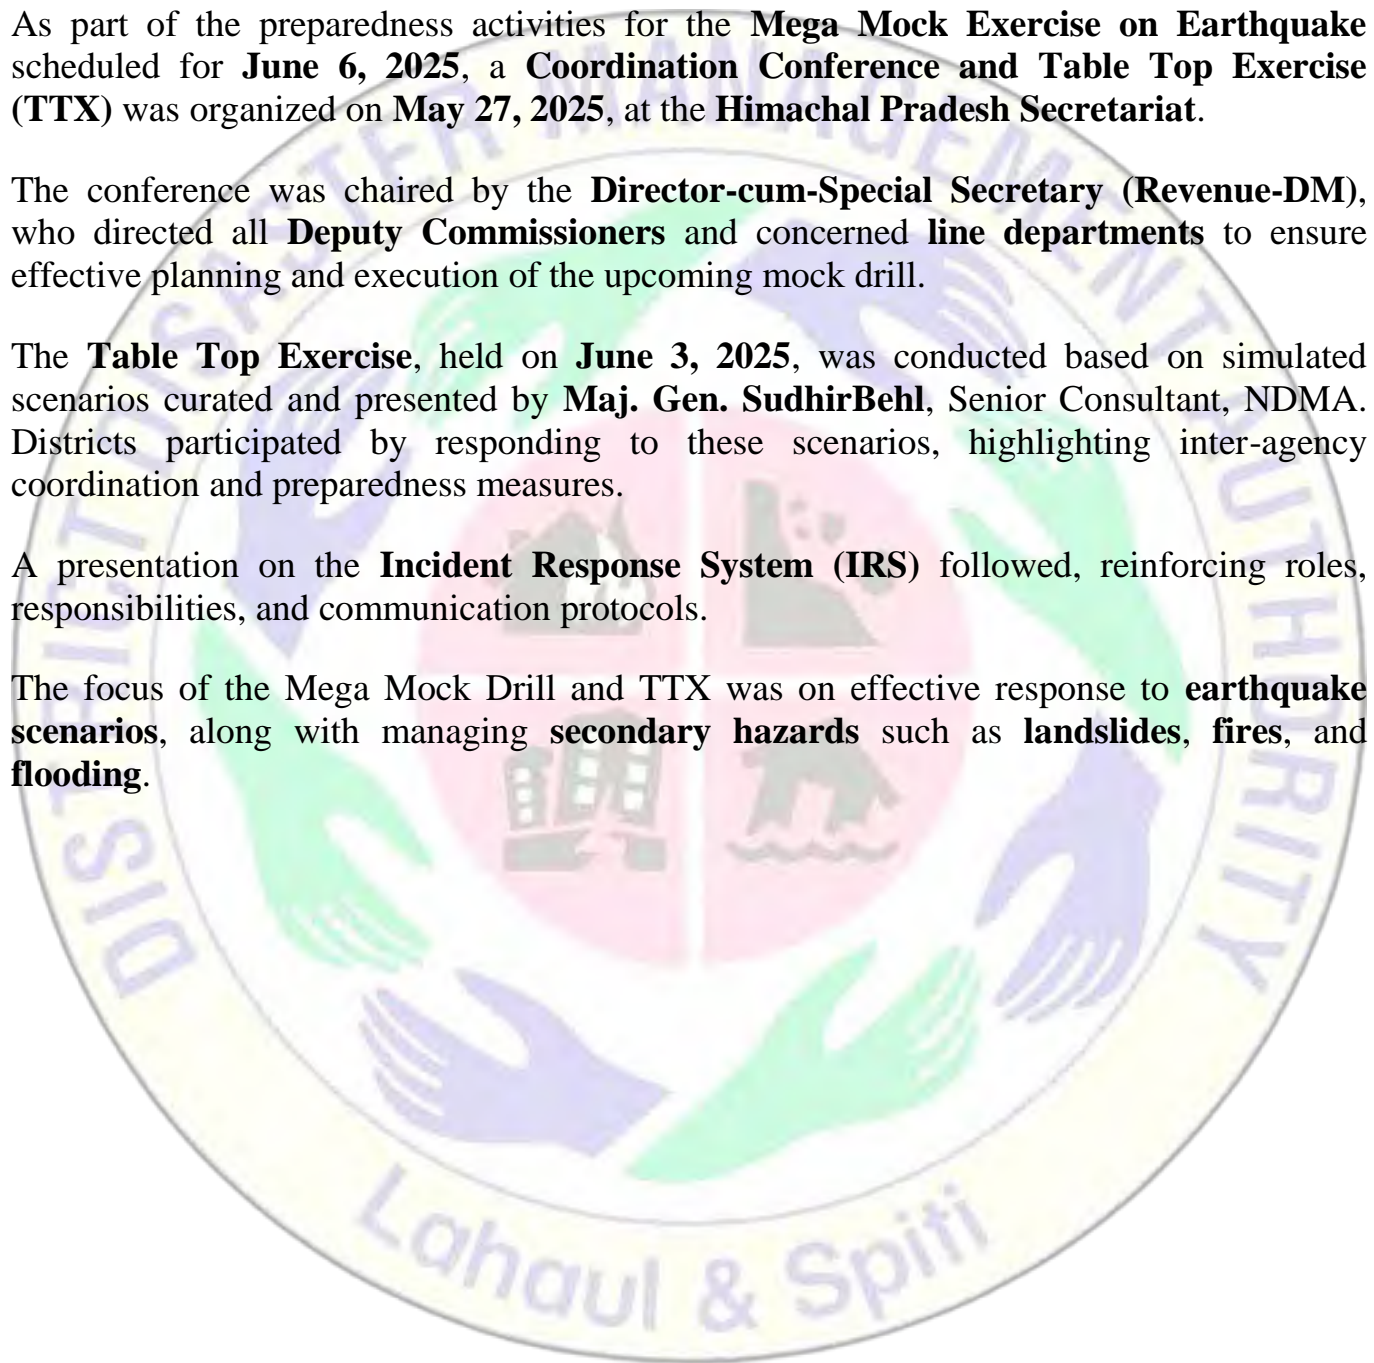 As part of the preparedness activities for the Mega Mock Exercise on Earthquake
scheduled for June 6, 2025, a Coordination Conference and Table Top Exercise
(TTX) was organized on May 27, 2025, at the Himachal Pradesh Secretariat.
The conference was chaired by the Director-cum-Special Secretary (Revenue-DM),
who directed all Deputy Commissioners and concerned line departments to ensure
effective planning and execution of the upcoming mock drill.
The Table Top Exercise, held on June 3, 2025, was conducted based on simulated
scenarios curated and presented by Maj. Gen. SudhirBehl, Senior Consultant, NDMA.
Districts participated by responding to these scenarios, highlighting inter-agency
coordination and preparedness measures.
A presentation on the Incident Response System (IRS) followed, reinforcing roles,
responsibilities, and communication protocols.
The focus of the Mega Mock Drill and TTX was on effective response to earthquake
scenarios, along with managing secondary hazards such as landslides, fires, and
flooding.
DISTRICT DISASTER MANAGEMENT AUTHORITY
Lahaul & Spiti